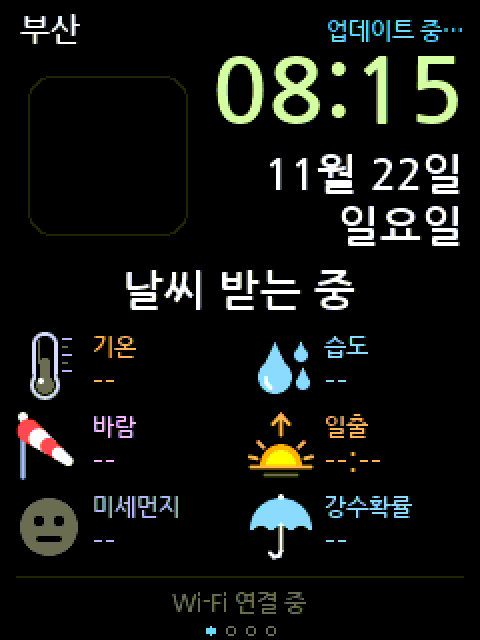 부산
업데이트 중···
08:15
11월 22일
일요일
날씨 받는 중
기온
--
습도
--
바람
--
일출
--:--
미세먼지
--
강수확률
--
Wi-Fi 연결 중